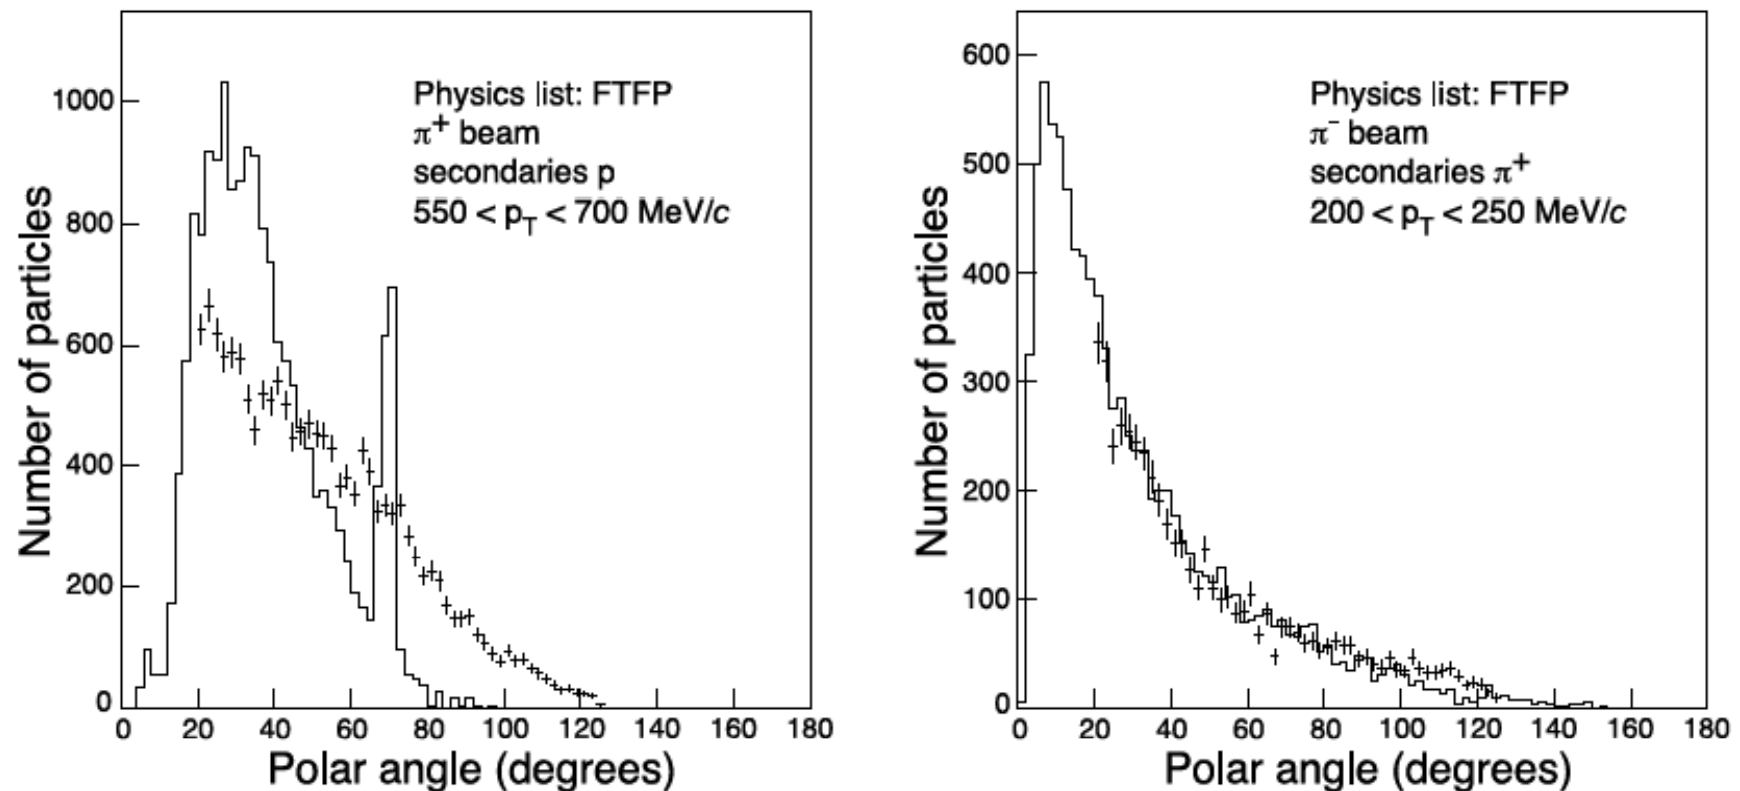 Physics list: FTFP
π⁺ beam
secondaries p
550 < p_T < 700 MeV/c
Number of particles
1000
800
600
400
200
0
0 20 40 60 80 100 120 140 160 180
Polar angle (degrees)
Physics list: FTFP
π⁻ beam
secondaries π⁺
200 < p_T < 250 MeV/c
Number of particles
600
500
400
300
200
100
0
0 20 40 60 80 100 120 140 160 180
Polar angle (degrees)